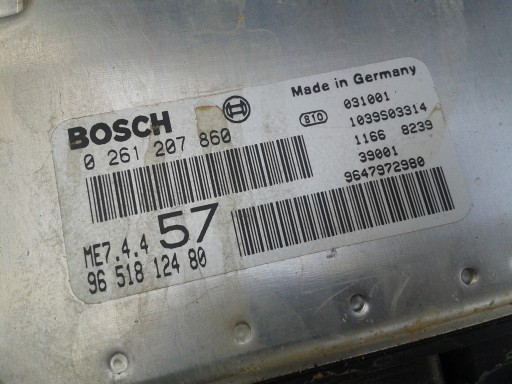 BOSCH
0 261 207 860
ME7.4.4 57
96 518 124 80
Made in Germany
810 031001
1039S03314
1166 8239
39001
9647972980